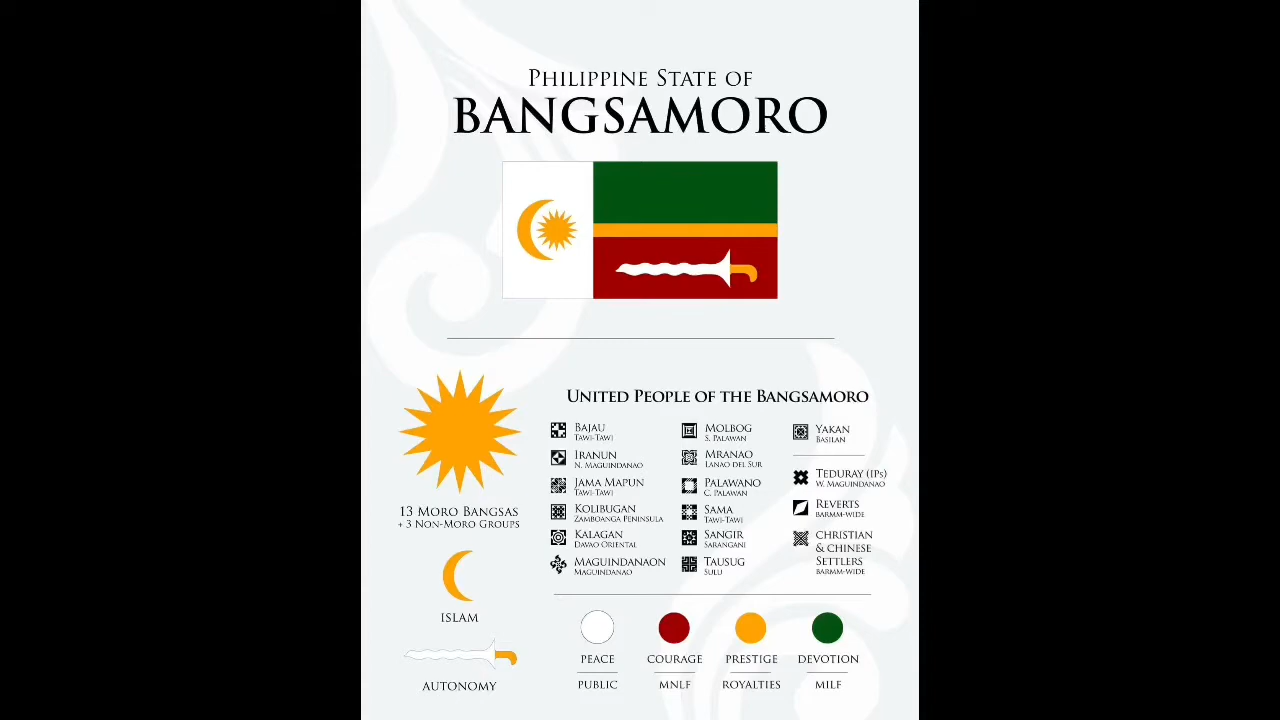 PHILIPPINE STATE OF
BANGSAMORO
UNITED PEOPLE OF THE BANGSAMORO
BAJAU
TAWI-TAWI
IRANUN
N. MAGUINDANAO
JAMA MAPUN
TAWI-TAWI
KOLIBUGAN
ZAMBOANGA PENINSULA
KALAGAN
DAVAO ORIENTAL
MAGUINDANAON
MAGUINDANAO
MOLBOG
S. PALAWAN
MRANAO
LANAO DEL SUR
PALAWANO
C. PALAWAN
SAMA
TAWI-TAWI
SANGIR
SARANGANI
TAUSUG
SULU
YAKAN
BASILAN
TEDURAY (IPs)
W. MAGUINDANAO
REVERTS
BARMM-WIDE
CHRISTIAN
& CHINESE
SETTLERS
BARMM-WIDE
13 MORO BANGSAS
+ 3 NON-MORO GROUPS
ISLAM
AUTONOMY
PEACE
PUBLIC
COURAGE
MNLF
PRESTIGE
ROYALTIES
DEVOTION
MILF